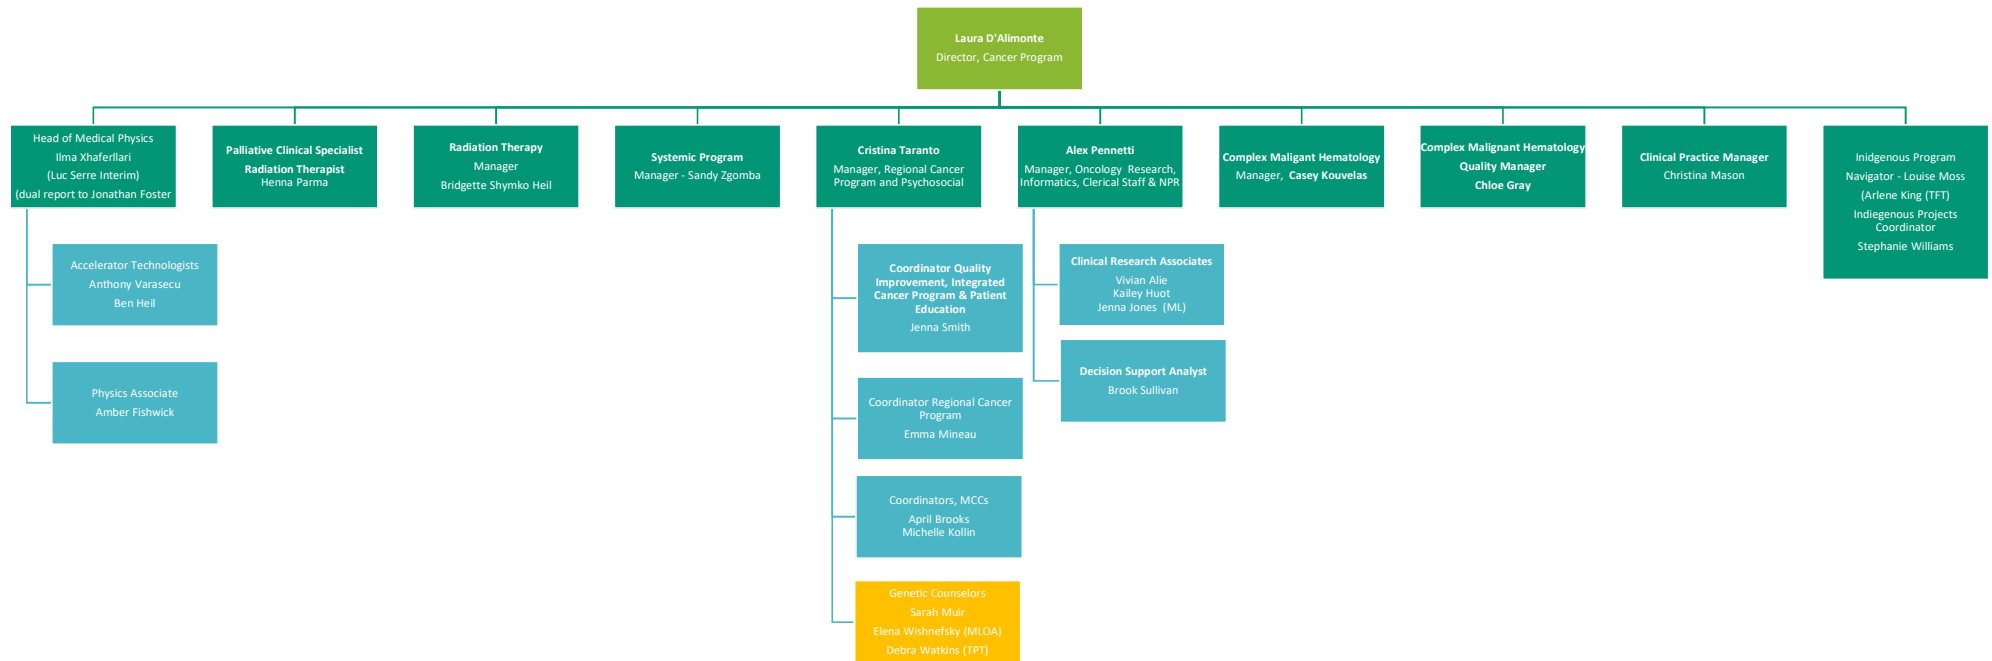 Laura D'Alimonte
Director, Cancer Program
Head of Medical Physics
Ilma Xhaferllari
(Luc Serre Interim)
(dual report to Jonathan Foster
Palliative Clinical Specialist
Radiation Therapist
Henna Parma
Radiation Therapy
Manager
Bridgette Shymko Heil
Systemic Program
Manager - Sandy Zgomba
Cristina Taranto
Manager, Regional Cancer
Program and Psychosocial
Alex Pennetti
Manager, Oncology Research,
Informatics, Clerical Staff & NPR
Complex Maligant Hematology
Manager, Casey Kouvelas
Complex Malignant Hematology
Quality Manager
Chloe Gray
Clinical Practice Manager
Christina Mason
Inidgenous Program
Navigator - Louise Moss
(Arlene King (TFT)
Indiegenous Projects
Coordinator
Stephanie Williams
Accelerator Technologists
Anthony Varasecu
Ben Heil
Physics Associate
Amber Fishwick
Coordinator Quality
Improvement, Integrated
Cancer Program & Patient
Education
Jenna Smith
Coordinator Regional Cancer
Program
Emma Mineau
Coordinators, MCCs
April Brooks
Michelle Kollin
Genetic Counselors
Sarah Muir
Elena Wishnefsky (MLOA)
Debra Watkins (TPT)
Clinical Research Associates
Vivian Alie
Kailey Huot
Jenna Jones (ML)
Decision Support Analyst
Brook Sullivan